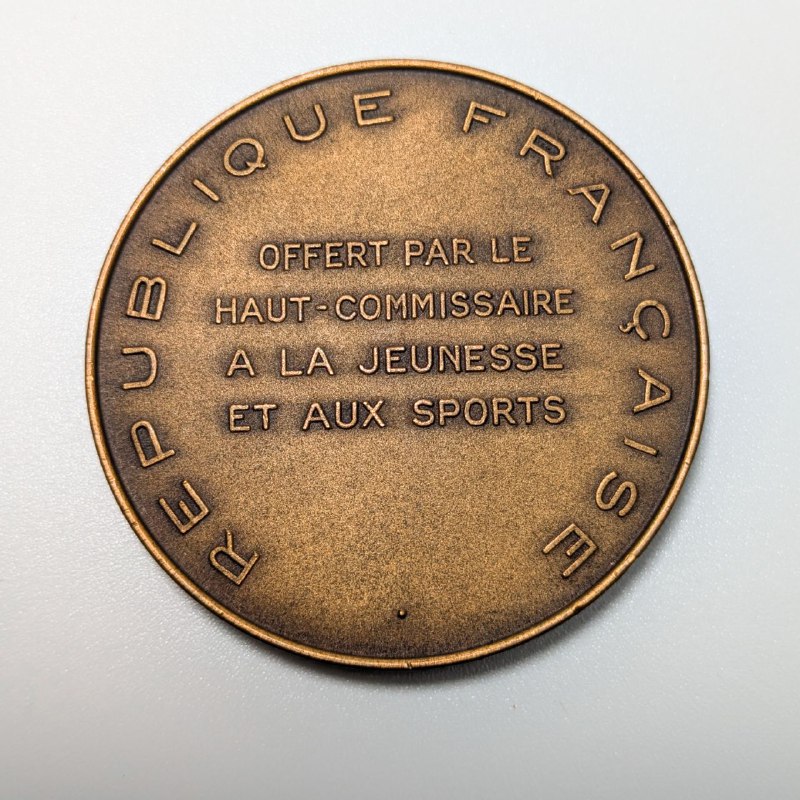 REPUBLIQUE FRANÇAISE
OFFERT PAR LE
HAUT-COMMISSAIRE
A LA JEUNESSE
ET AUX SPORTS